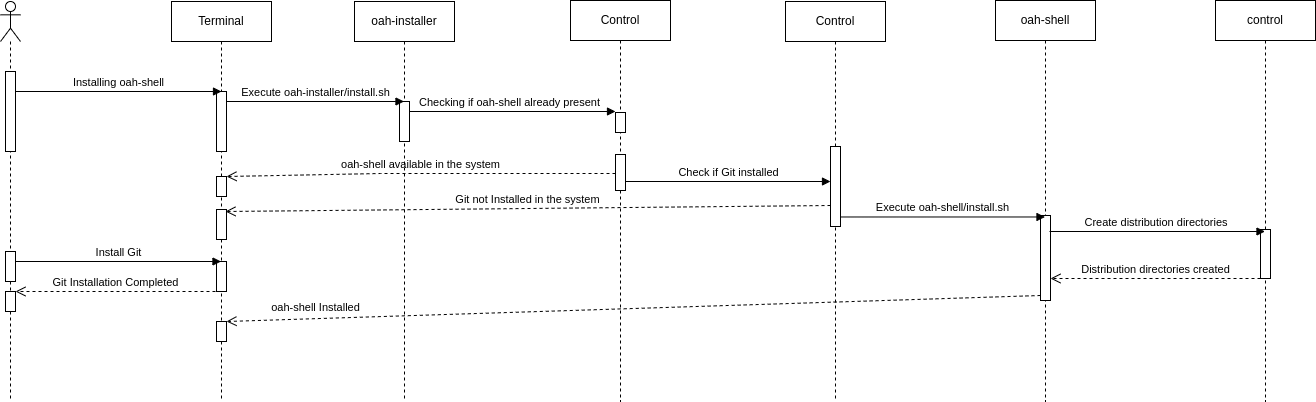 Terminal
oah-installer
Control
Control
oah-shell
control
Installing oah-shell
Execute oah-installer/install.sh
Checking if oah-shell already present
oah-shell available in the system
Check if Git installed
Git not Installed in the system
Execute oah-shell/install.sh
Create distribution directories
Install Git
Distribution directories created
Git Installation Completed
oah-shell Installed